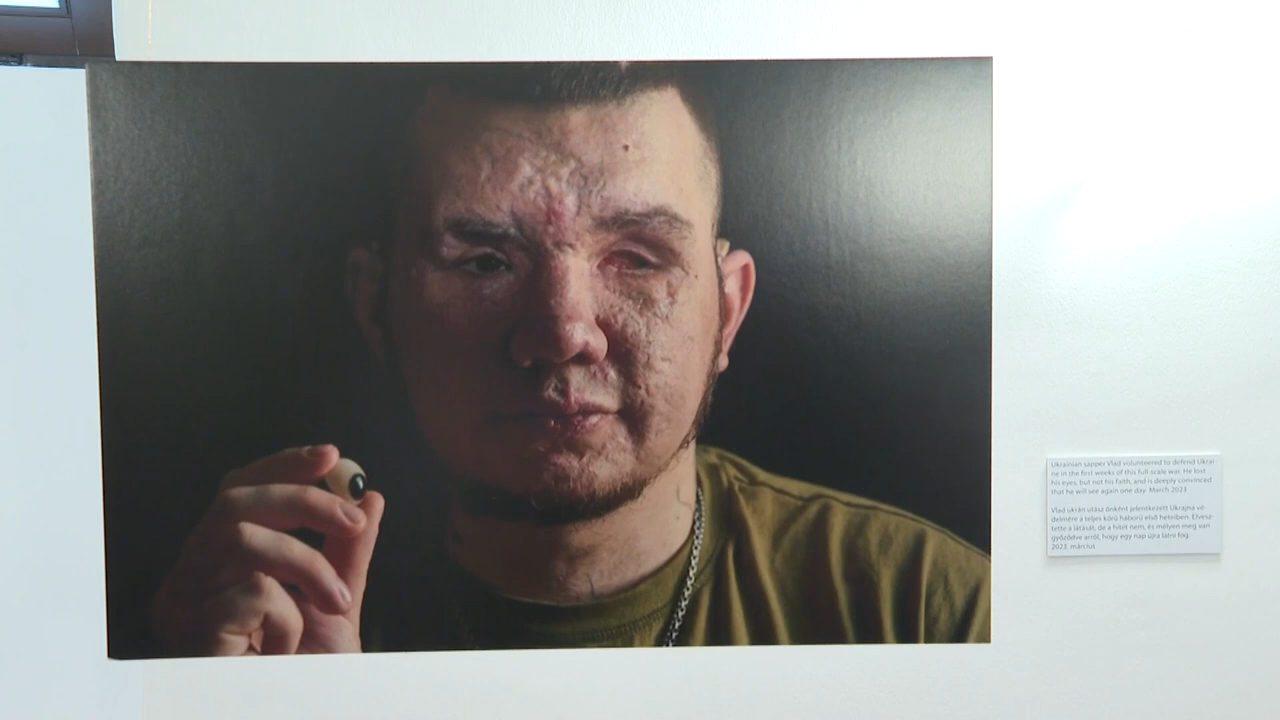 Ukrainian sapper Vlad volunteered to defend Ukrai-
ne in the first weeks of this full-scale war. He lost
his eyes, but not his faith, and is deeply convinced
that he will see again one day. March 2023
Vlad ukrán utász önként jelentkezett Ukrajna vé-
delmére a teljes körű háború első heteiben. Elvesz-
tette a látását, de a hitét nem, és mélyen meg van
győződve arról, hogy egy nap újra látni fog.
2023. március